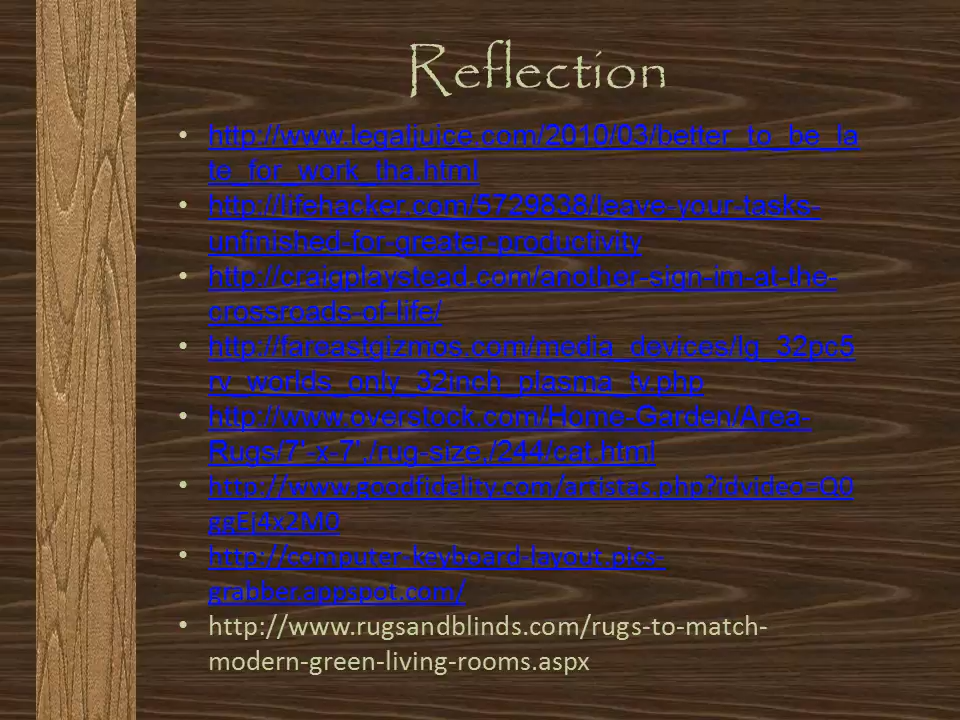 Reflection
• http://www.legaljuice.com/2010/03/better_to_be_la
te_for_work_tha.html
• http://lifehacker.com/5729838/leave-your-tasks-
unfinished-for-greater-productivity
• http://craigplaystead.com/another-sign-im-at-the-
crossroads-of-life/
• http://fareastgizmos.com/media_devices/lg_32pc5
rv_worlds_only_32inch_plasma_tv.php
• http://www.overstock.com/Home-Garden/Area-
Rugs/7'-x-7',/rug-size,/244/cat.html
• http://www.goodfidelity.com/artistas.php?idvideo=Q0
ggEj4x2M0
• http://computer-keyboard-layout.pics-
grabber.appspot.com/
• http://www.rugsandblinds.com/rugs-to-match-
modern-green-living-rooms.aspx